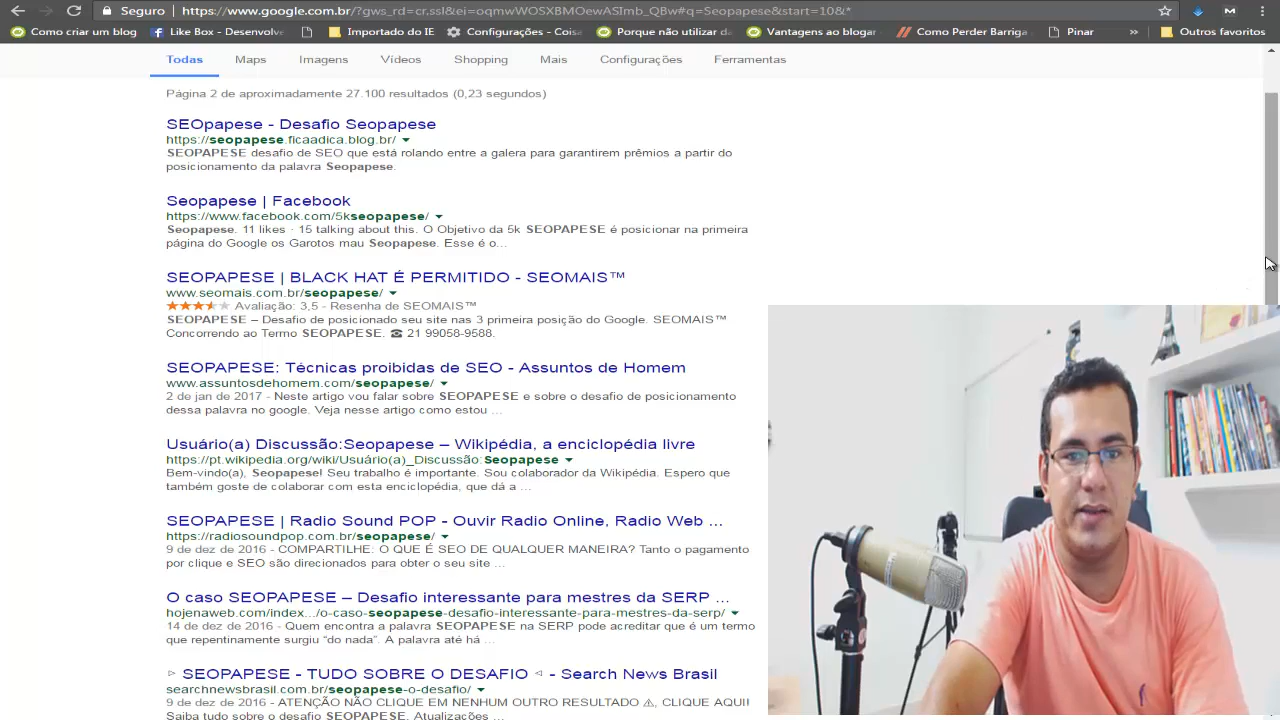 Seguro | https://www.google.com.br/?gws_rd=cr,ssl&ei=oqmwWOSXBMOewASImb_QBw#q=Seopapese&start=10&*
Como criar um blog Like Box - Desenvolve Importado do IE Configurações - Coisa Porque não utilizar da Vantagens ao blogar Como Perder Barriga Pinar » Outros favoritos
Todas Maps Imagens Vídeos Shopping Mais Configurações Ferramentas
Página 2 de aproximadamente 27.100 resultados (0,23 segundos)
SEOpapese - Desafio Seopapese
https://seopapese.ficaadica.blog.br/
SEOPAPESE desafio de SEO que está rolando entre a galera para garantirem prêmios a partir do
posicionamento da palavra Seopapese.
Seopapese | Facebook
https://www.facebook.com/5kseopapese/
Seopapese. 11 likes · 15 talking about this. O Objetivo da 5k SEOPAPESE é posicionar na primeira
página do Google os Garotos mau Seopapese. Esse é o...
SEOPAPESE | BLACK HAT É PERMITIDO - SEOMAIS™
www.seomais.com.br/seopapese/
Avaliação: 3,5 - Resenha de SEOMAIS™
SEOPAPESE – Desafio de posicionado seu site nas 3 primeira posição do Google. SEOMAIS™
Concorrendo ao Termo SEOPAPESE. ☎ 21 99058-9588.
SEOPAPESE: Técnicas proibidas de SEO - Assuntos de Homem
www.assuntosdehomem.com/seopapese/
2 de jan de 2017 - Neste artigo vou falar sobre SEOPAPESE e sobre o desafio de posicionamento
dessa palavra no google. Veja nesse artigo como estou ...
Usuário(a) Discussão:Seopapese – Wikipédia, a enciclopédia livre
https://pt.wikipedia.org/wiki/Usuário(a)_Discussão:Seopapese
Bem-vindo(a), Seopapese! Seu trabalho é importante. Sou colaborador da Wikipédia. Espero que
também goste de colaborar com esta enciclopédia, que dá a ...
SEOPAPESE | Radio Sound POP - Ouvir Radio Online, Radio Web ...
https://radiosoundpop.com.br/seopapese/
9 de dez de 2016 - COMPARTILHE: O QUE É SEO DE QUALQUER MANEIRA? Tanto o pagamento
por clique e SEO são direcionados para obter o seu site ...
O caso SEOPAPESE – Desafio interessante para mestres da SERP ...
hojenaweb.com/index.../o-caso-seopapese-desafio-interessante-para-mestres-da-serp/
14 de dez de 2016 - Quem encontra a palavra SEOPAPESE na SERP pode acreditar que é um termo
que repentinamente surgiu “do nada”. A palavra até há ...
▷ SEOPAPESE - TUDO SOBRE O DESAFIO ◁ - Search News Brasil
searchnewsbrasil.com.br/seopapese-o-desafio/
9 de dez de 2016 - ATENÇÃO NÃO CLIQUE EM NENHUM OUTRO RESULTADO ⚠, CLIQUE AQUI!
Saiba tudo sobre o desafio SEOPAPESE. Atualizações ...